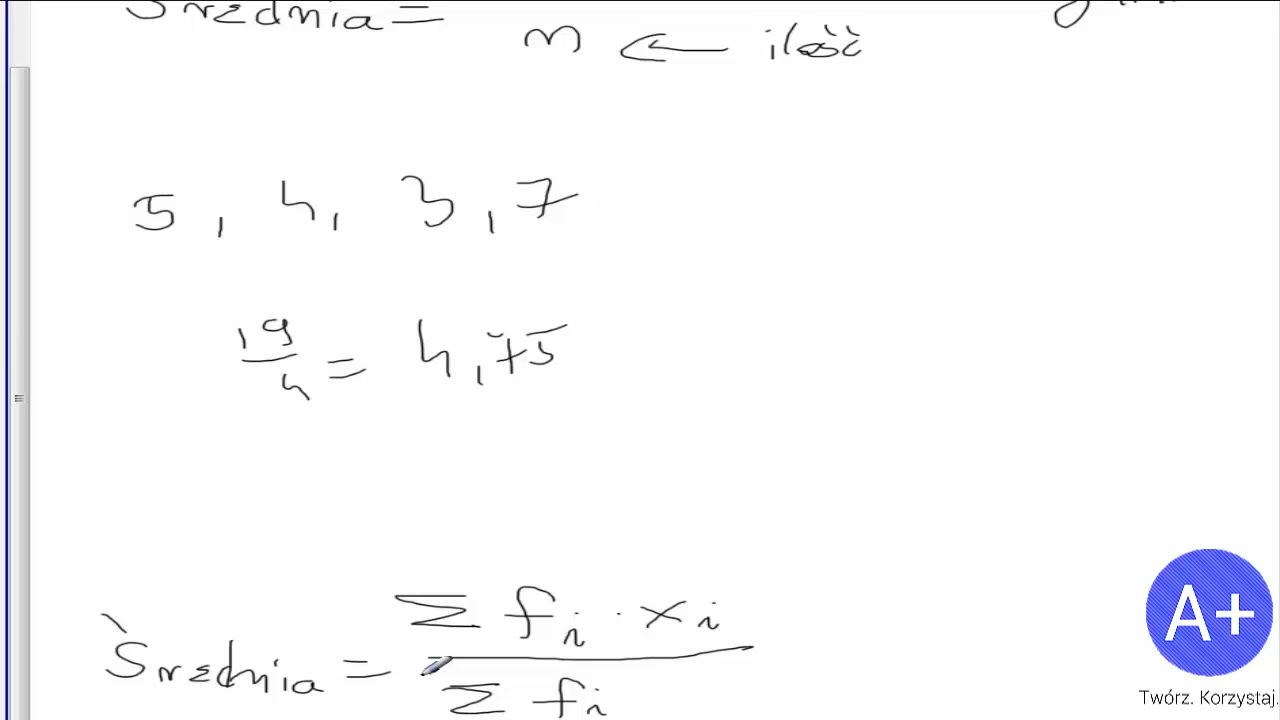 Średnia =
n ← ilość
5, 4, 3, 7
19/4 = 4,75
Średnia = Σ fi · xi / Σ fi
A+
Twórz. Korzystaj.